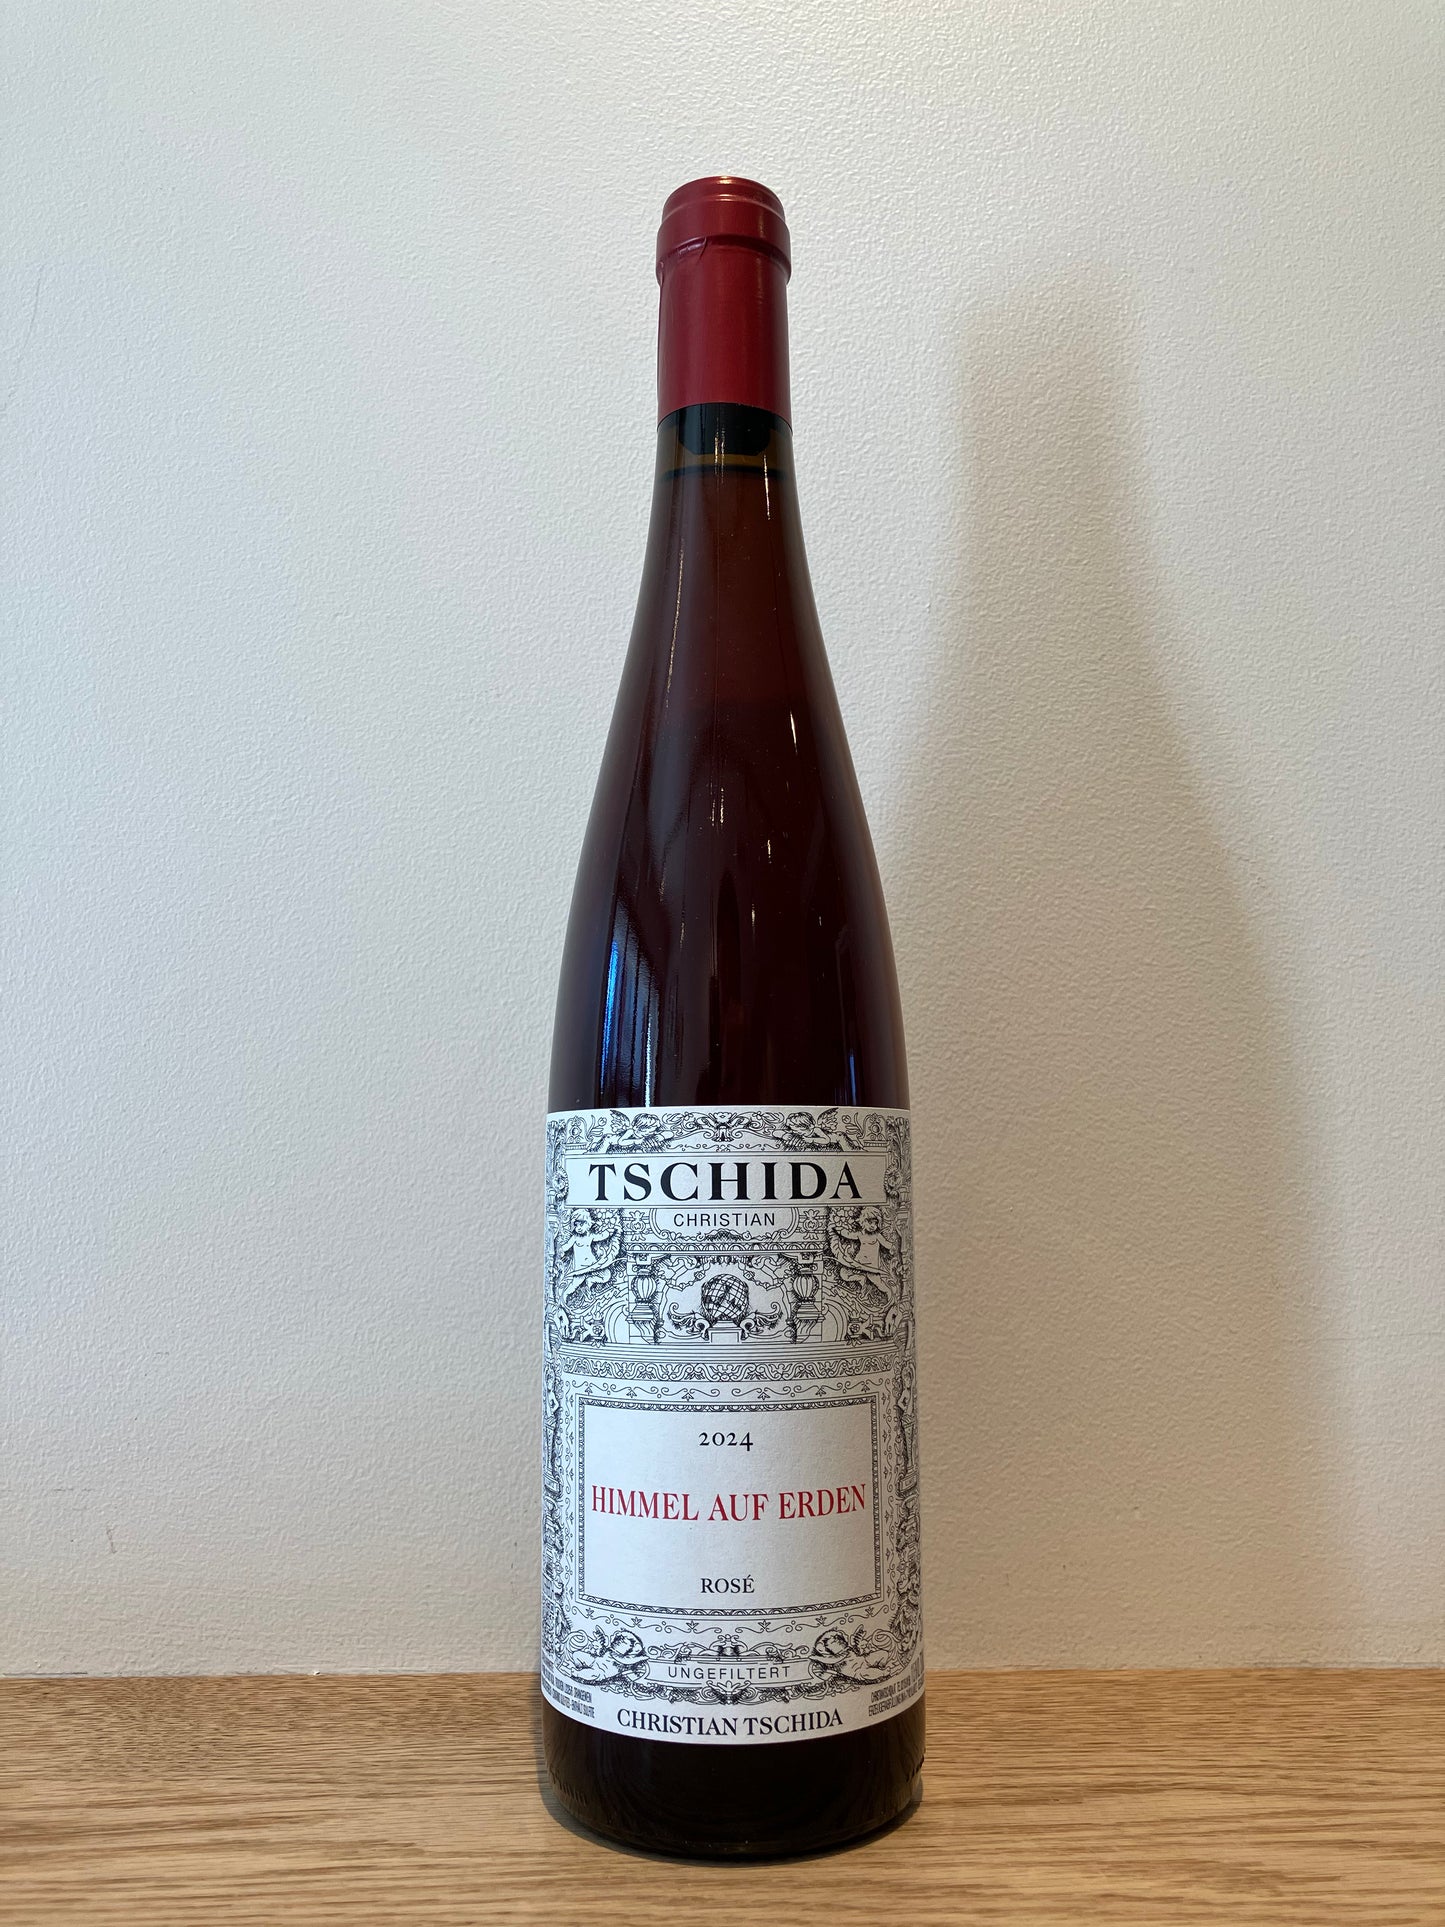 TSCHIDA
CHRISTIAN
2024
HIMMEL AUF ERDEN
ROSÉ
UNGEFILTERT
CHRISTIAN TSCHIDA